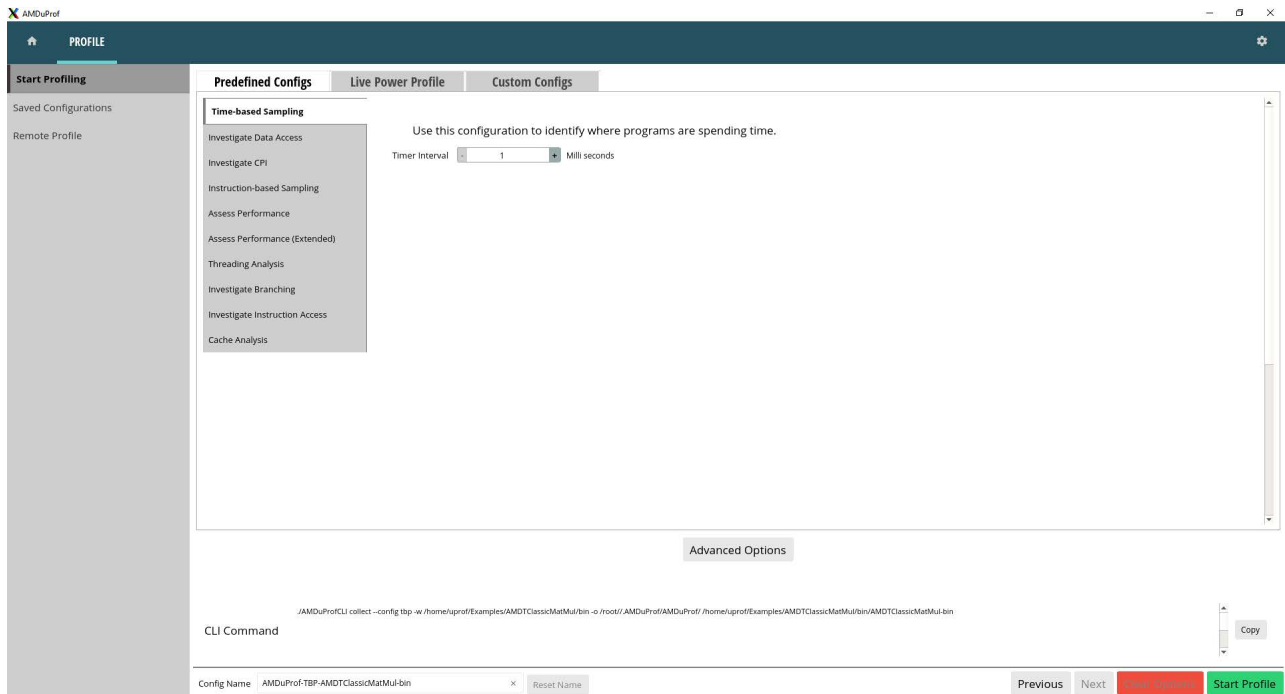 AMDuProf
PROFILE
Start Profiling
Saved Configurations
Remote Profile
Predefined Configs Live Power Profile Custom Configs
Time-based Sampling
Investigate Data Access
Investigate CPI
Instruction-based Sampling
Assess Performance
Assess Performance (Extended)
Threading Analysis
Investigate Branching
Investigate Instruction Access
Cache Analysis
Use this configuration to identify where programs are spending time.
Timer Interval - 1 + Milli seconds
Advanced Options
./AMDuProfCLI collect --config tbp -w /home/uprof/Examples/AMDTClassicMatMul/bin -o /root//.AMDuProf/AMDuProf/ /home/uprof/Examples/AMDTClassicMatMul/bin/AMDTClassicMatMul-bin
CLI Command
Copy
Config Name AMDuProf-TBP-AMDTClassicMatMul-bin × Reset Name
Previous Next Clear Options Start Profile